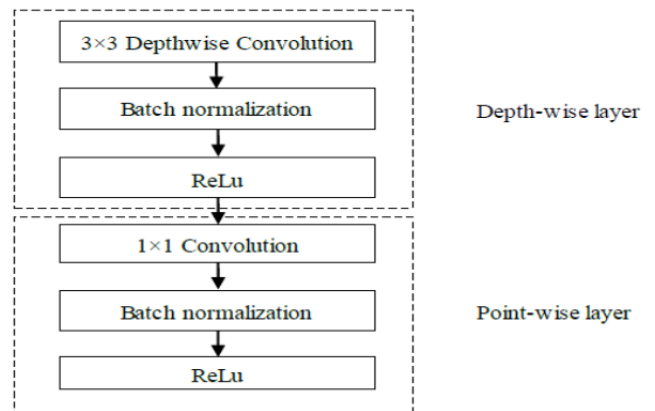 3×3 Depthwise Convolution
Batch normalization
Depth-wise layer
ReLu
1×1 Convolution
Batch normalization
Point-wise layer
ReLu